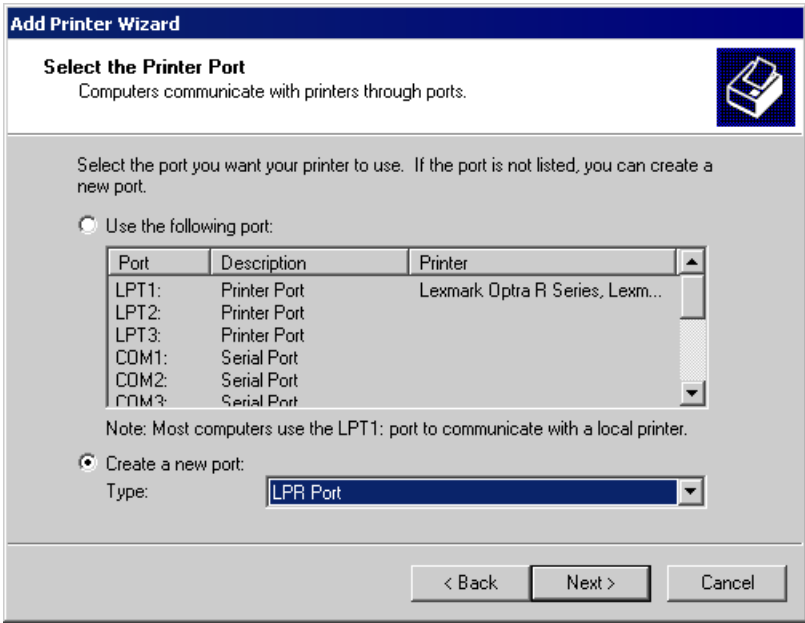 Add Printer Wizard
Select the Printer Port
Computers communicate with printers through ports.
Select the port you want your printer to use.  If the port is not listed, you can create a
new port.
Use the following port:
Port Description Printer
LPT1: Printer Port Lexmark Optra R Series, Lexm...
LPT2: Printer Port
LPT3: Printer Port
COM1: Serial Port
COM2: Serial Port
COM3: Serial Port
Note: Most computers use the LPT1: port to communicate with a local printer.
Create a new port:
Type: LPR Port
< Back Next > Cancel